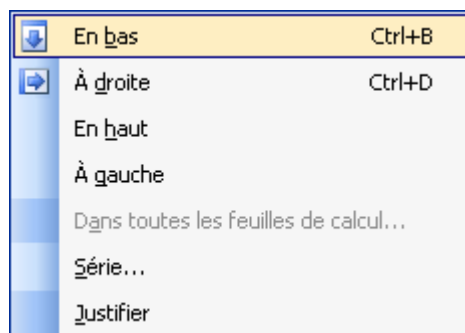 En bas Ctrl+B
À droite Ctrl+D
En haut
À gauche
Dans toutes les feuilles de calcul...
Série...
Justifier